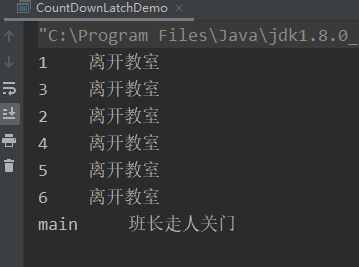 CountDownLatchDemo ×
"C:\Program Files\Java\jdk1.8.0_
1 离开教室
3 离开教室
2 离开教室
4 离开教室
5 离开教室
6 离开教室
main 班长走人关门